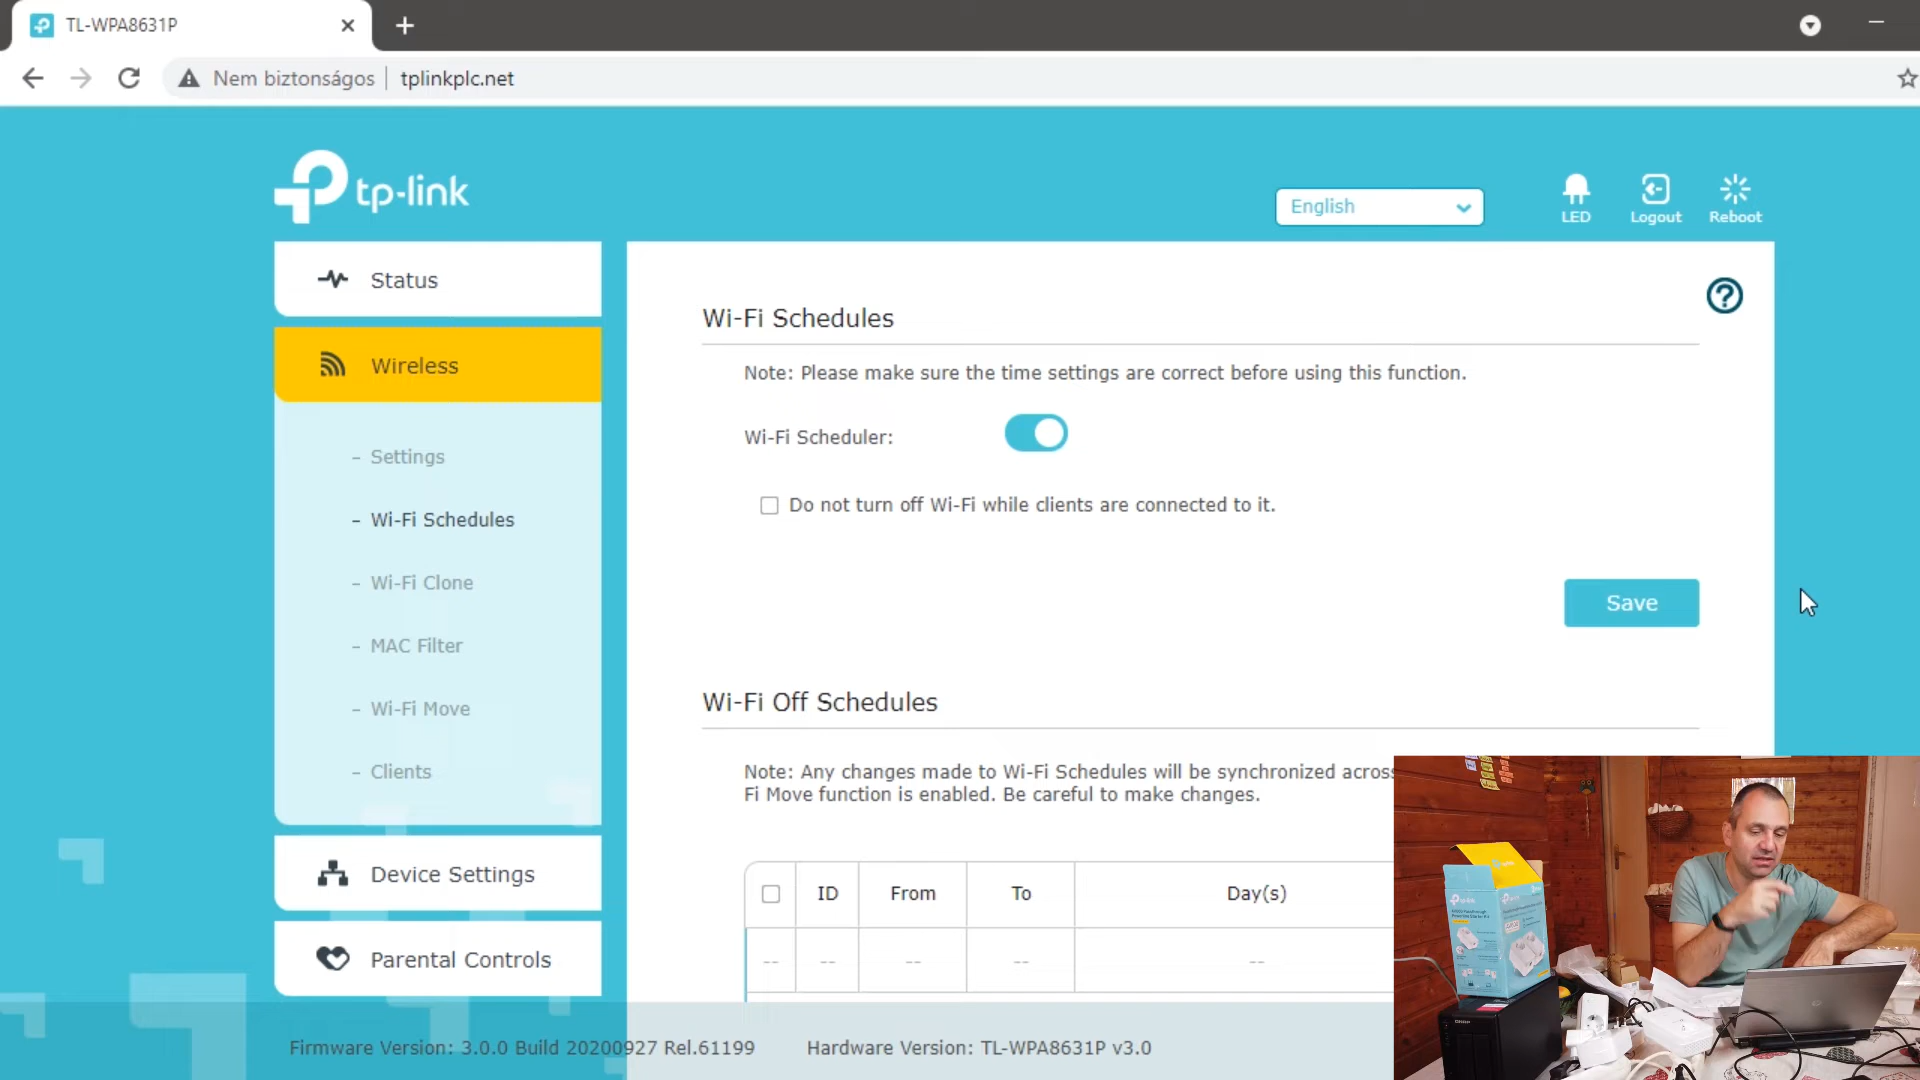 TL-WPA8631P
Nem biztonságos
tplinkplc.net
tp-link
English
LED
Logout
Reboot
Status
Wireless
- Settings
- Wi-Fi Schedules
- Wi-Fi Clone
- MAC Filter
- Wi-Fi Move
- Clients
Device Settings
Parental Controls
Wi-Fi Schedules
Note: Please make sure the time settings are correct before using this function.
Wi-Fi Scheduler:
Do not turn off Wi-Fi while clients are connected to it.
Save
Wi-Fi Off Schedules
Note: Any changes made to Wi-Fi Schedules will be synchronized across
Fi Move function is enabled. Be careful to make changes.
ID From To Day(s)
-- -- -- -- --
Firmware Version: 3.0.0 Build 20200927 Rel.61199
Hardware Version: TL-WPA8631P v3.0